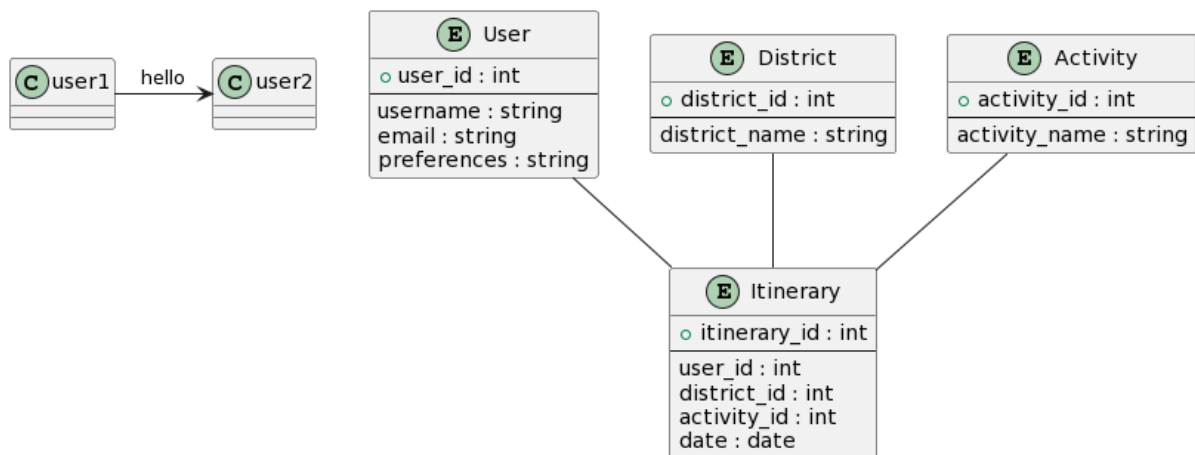 C user1
hello
C user2
E User
user_id : int
username : string
email : string
preferences : string
E District
district_id : int
district_name : string
E Activity
activity_id : int
activity_name : string
E Itinerary
itinerary_id : int
user_id : int
district_id : int
activity_id : int
date : date